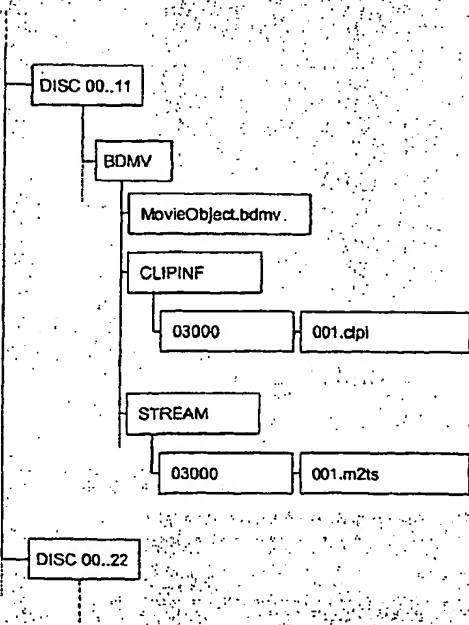 DISC 00..11
BDMV
MovieObject.bdmv
CLIPINF
03000 001.clpi
STREAM
03000 001.m2ts
DISC 00..22